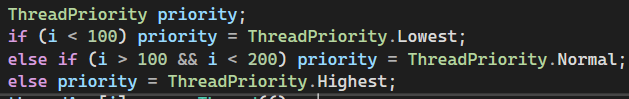 ThreadPriority priority;
if (i < 100) priority = ThreadPriority.Lowest;
else if (i > 100 && i < 200) priority = ThreadPriority.Normal;
else priority = ThreadPriority.Highest;